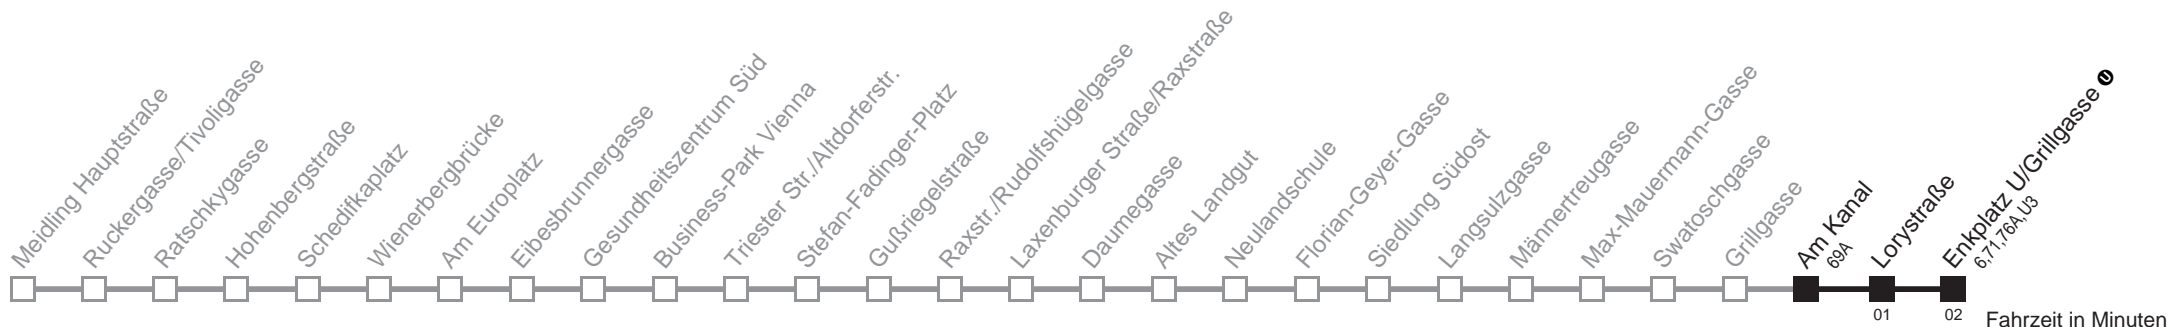 Meidling Hauptstraße
Ruckergasse/Tivoligasse
Ratschkygasse
Hohenbergstraße
Schedifkaplatz
Wienerbergbrücke
Am Europlatz
Eibesbrunnergasse
Gesundheitszentrum Süd
Business-Park Vienna
Triester Str./Altdorferstr.
Stefan-Fadinger-Platz
Gußriegelstraße
Raxstr./Rudolfshügelgasse
Laxenburger Straße/Raxstraße
Daumegasse
Altes Landgut
Neulandschule
Florian-Geyer-Gasse
Siedlung Südost
Langsulzgasse
Männertreugasse
Max-Mauermann-Gasse
Swatoschgasse
Grillgasse
Am Kanal
69A
Lorystraße
Enkplatz U/Grillgasse U
6,71,76A,U3
01
02
Fahrzeit in Minuten